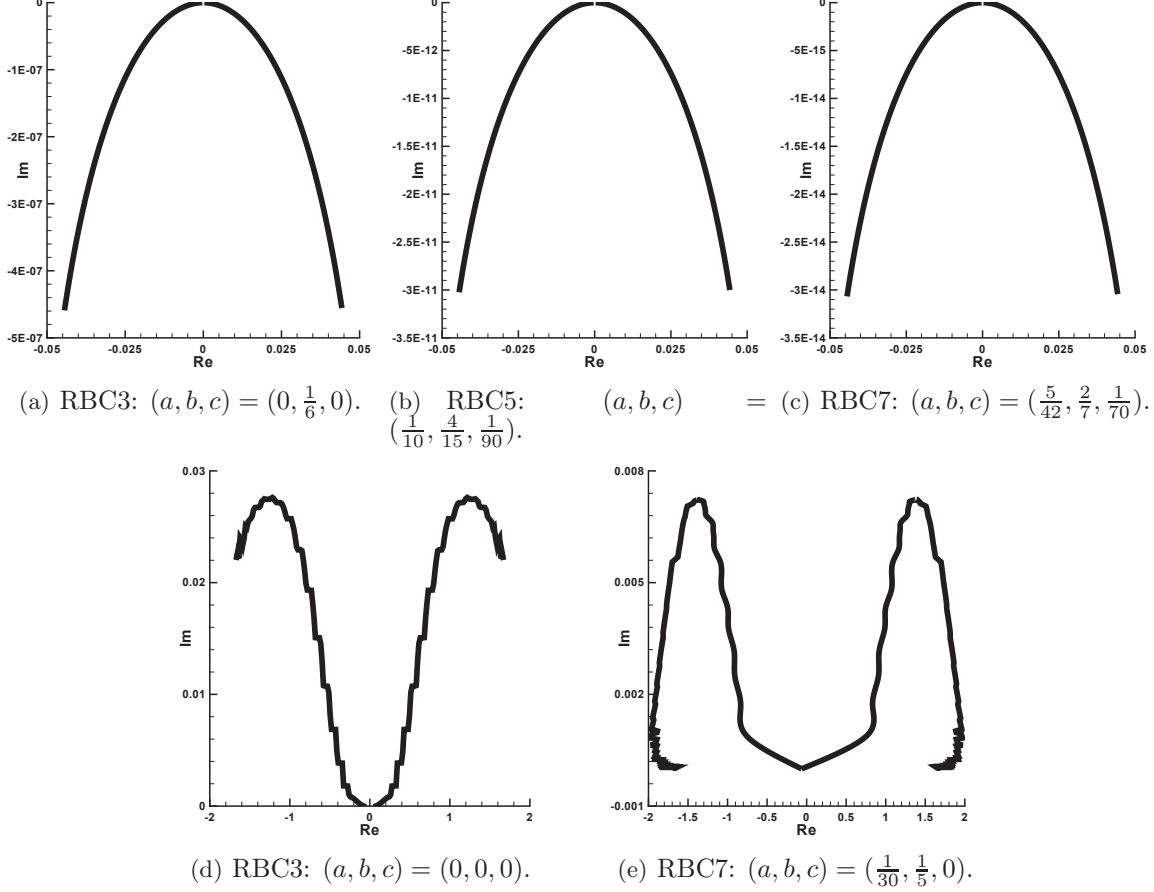 0
-1E-07
-2E-07
-3E-07
-4E-07
-5E-07
Im
-0.05 -0.025 0 0.025 0.05
Re
0
-5E-12
-1E-11
-1.5E-11
-2E-11
-2.5E-11
-3E-11
-3.5E-11
Im
-0.05 -0.025 0 0.025 0.05
Re
0
-5E-15
-1E-14
-1.5E-14
-2E-14
-2.5E-14
-3E-14
-3.5E-14
Im
-0.05 -0.025 0 0.025 0.05
Re
(a) RBC3: (a, b, c) = (0, 1/6, 0).
(b) RBC5: (a, b, c) =
(1/10, 4/15, 1/90).
(c) RBC7: (a, b, c) = (5/42, 2/7, 1/70).
0.03
0.02
0.01
0
Im
-2 -1 0 1 2
Re
0.008
0.005
0.002
-0.001
Im
-2 -1.5 -1 -0.5 0 0.5 1 1.5 2
Re
(d) RBC3: (a, b, c) = (0, 0, 0).
(e) RBC7: (a, b, c) = (1/30, 1/5, 0).